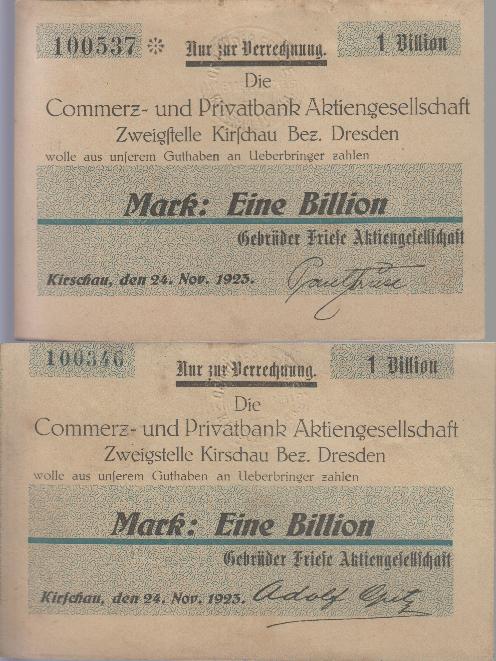 100537 ※ Nur zur Verrechnung. 1 Billion
Die
Commerz- und Privatbank Aktiengesellschaft
Zweigſtelle Kirſchau Bez. Dresden
wolle aus unſerem Guthaben an Ueberbringer zahlen
Mark: Eine Billion
Gebrüder Frieſe Aktiengeſellſchaft
Kirschau, den 24. Nov. 1923.
100346 Nur zur Verrechnung. 1 Billion
Die
Commerz- und Privatbank Aktiengesellschaft
Zweigstelle Kirschau Bez. Dresden
wolle aus unſerem Guthaben an Ueberbringer zahlen
Mark: Eine Billion
Gebrüder Frieſe Aktiengeſellſchaft
Kirſchau, den 24. Nov. 1923. Adolf